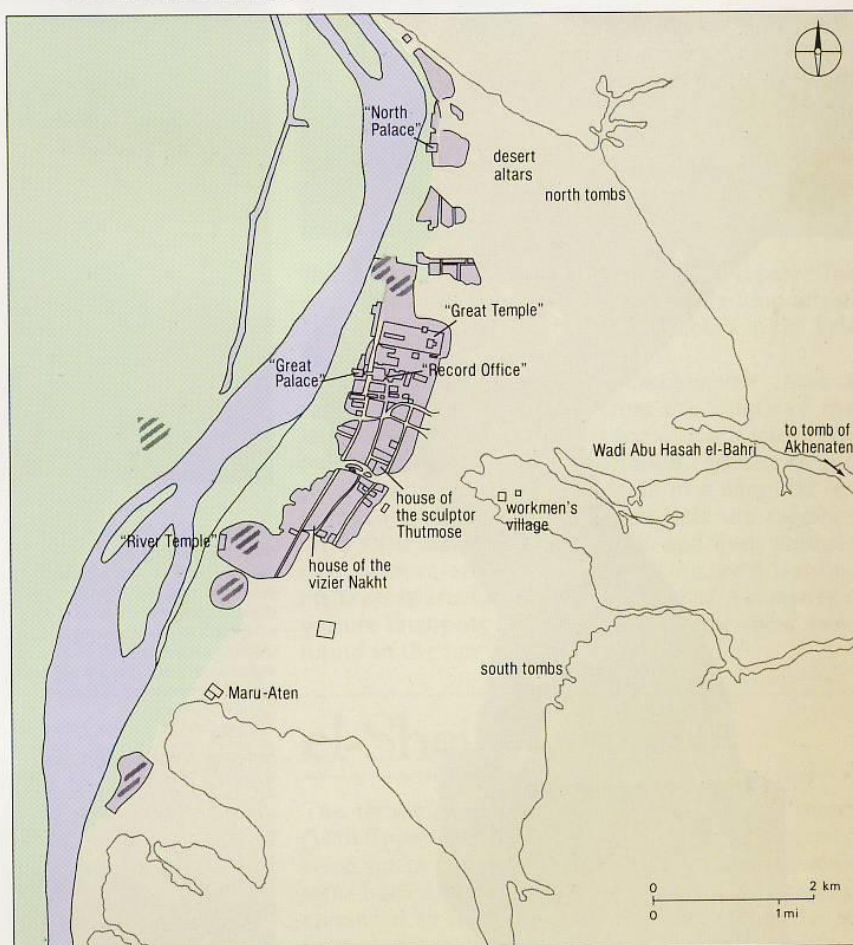 "North
Palace"
desert
altars
north tombs
"Great Temple"
"Great
Palace"
"Record Office"
to tomb of
Akhenaten
Wadi Abu Hasah el-Bahri
house of
the sculptor
Thutmose
workmen's
village
"River Temple"
house of the
vizier Nakht
south tombs
Maru-Aten
0 2 km
0 1 mi